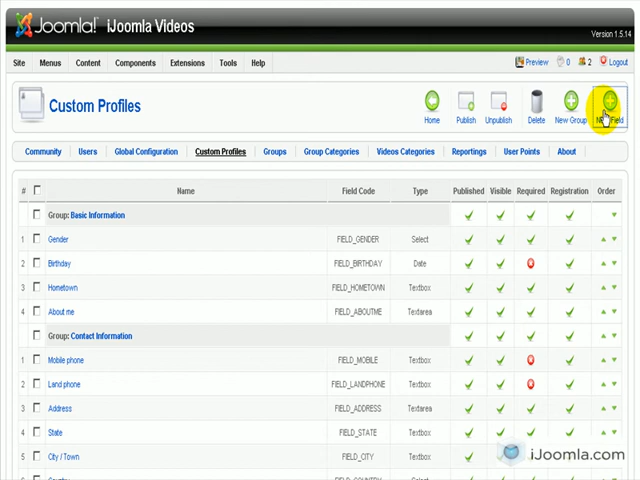 Joomla! iJoomla Videos
Version 1.5.14
Site Menus Content Components Extensions Tools Help Preview 0 2 Logout
Custom Profiles
Home Publish Unpublish Delete New Group Field
Community Users Global Configuration Custom Profiles Groups Group Categories Videos Categories Reportings User Points About
# Name Field Code Type Published Visible Required Registration Order
Group: Basic Information
1 Gender FIELD_GENDER Select
2 Birthday FIELD_BIRTHDAY Date
3 Hometown FIELD_HOMETOWN Textbox
4 About me FIELD_ABOUTME Textarea
Group: Contact Information
1 Mobile phone FIELD_MOBILE Textbox
2 Land phone FIELD_LANDPHONE Textbox
3 Address FIELD_ADDRESS Textarea
4 State FIELD_STATE Textbox
5 City / Town FIELD_CITY Textbox
iJoomla.com